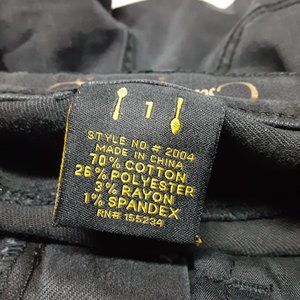 1
STYLE NO.# 2004
MADE IN CHINA
70% COTTON
26% POLYESTER
3% RAYON
1% SPANDEX
RN# 155234